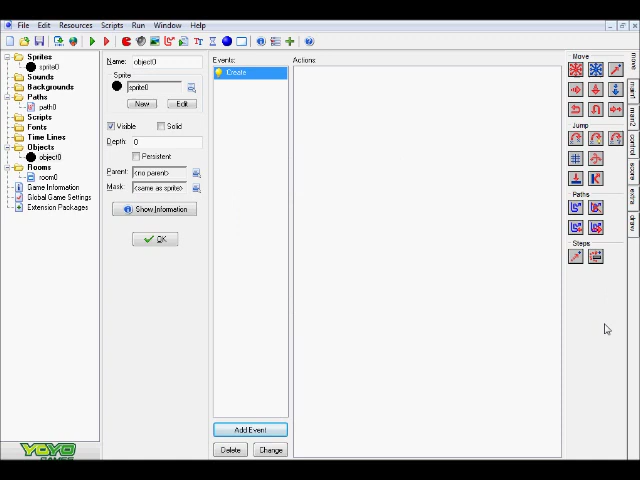 File Edit Resources Scripts Run Window Help
Sprites
sprite0
Sounds
Backgrounds
Paths
path0
Scripts
Fonts
Time Lines
Objects
object0
Rooms
room0
Game Information
Global Game Settings
Extension Packages
YOYO
GAMES
Name: object0
Sprite
sprite0
New Edit
Visible Solid
Depth: 0
Persistent
Parent: <no parent>
Mask: <same as sprite>
Show Information
OK
Events:
Create
Add Event
Delete Change
Actions:
Move
Jump
Paths
Steps
move
main1
main2
control
score
extra
draw